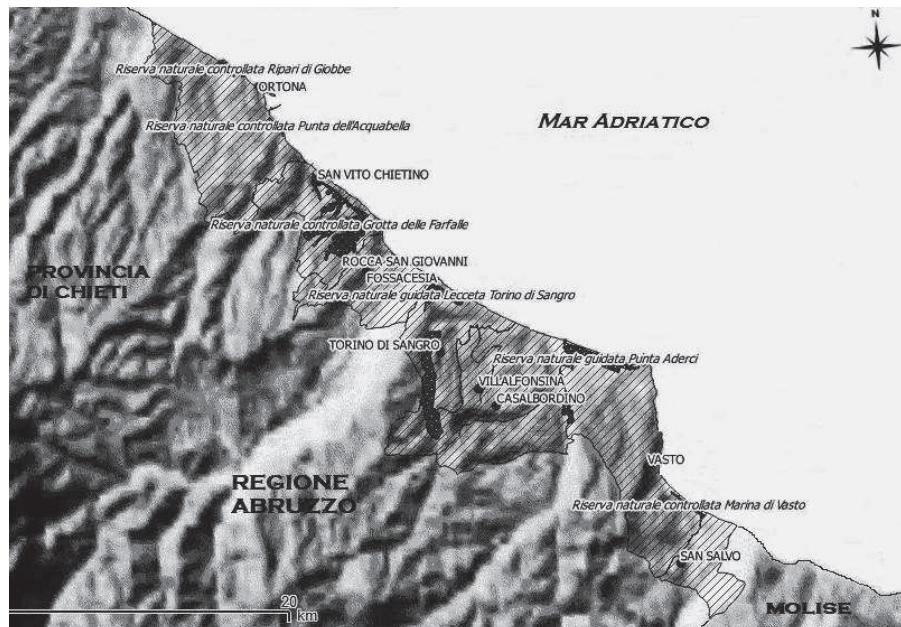 N
Riserva naturale controllata Ripari di Giobbe
ORTONA
MAR ADRIATICO
Riserva naturale controllata Punta dell'Acquabella
SAN VITO CHIETINO
Riserva naturale controllata Grotta delle Farfalle
ROCCA SAN GIOVANNI
PROVINCIA
DI CHIETI
FOSSACESIA
Riserva naturale guidata Lecceta Torino di Sangro
TORINO DI SANGRO
Riserva naturale guidata Punta Aderci
VILLALFONSINA
CASALBORDINO
VASTO
REGIONE
ABRUZZO
Riserva naturale controllata Marina di Vasto
SAN SALVO
20
km
MOLISE